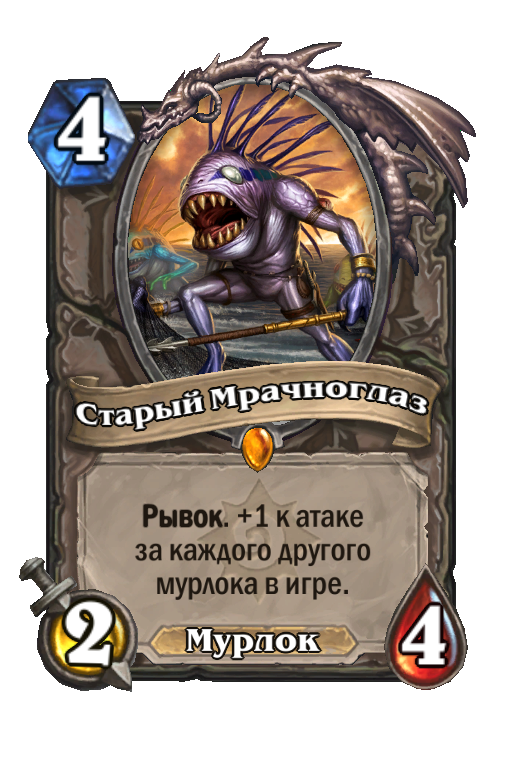 4
Старый Мрачноглаз
Рывок. +1 к атаке
за каждого другого
мурлока в игре.
2
Мурлок
4